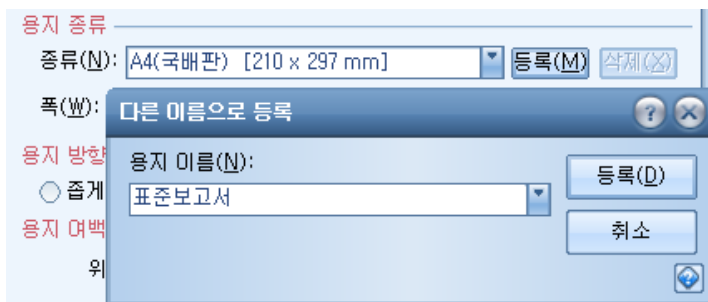 용지 종류
종류(N): A4(국배판) [210 x 297 mm] 등록(M) 삭제(X)
폭(W):
다른 이름으로 등록
용지 방향
용지 이름(N):
등록(D)
좁게
표준보고서
용지 여백
취소
위